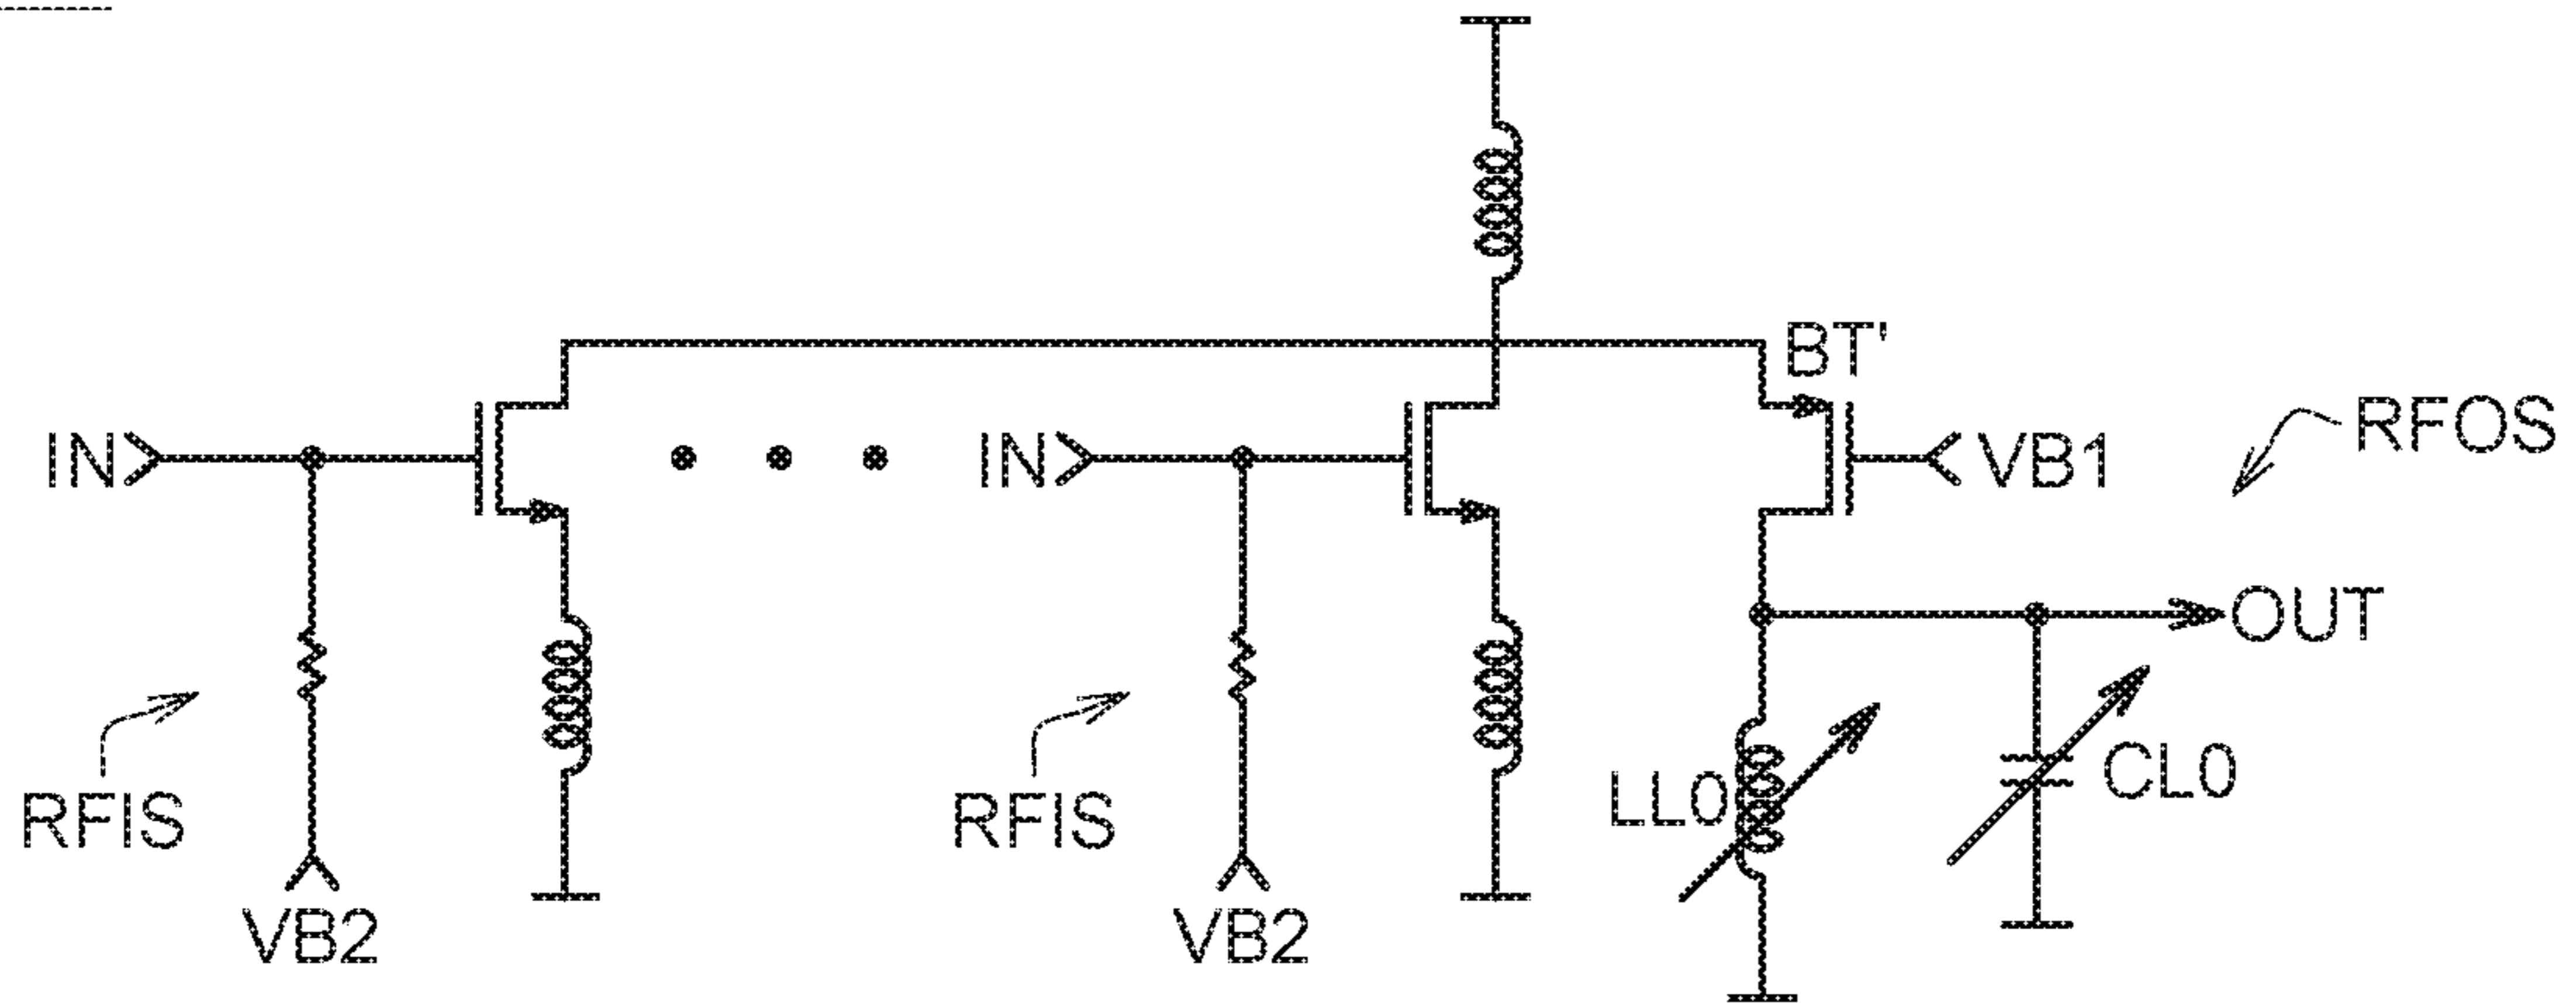 BT'
RFOS
IN
IN
VB1
OUT
RFIS
RFIS
LL0
CL0
VB2
VB2